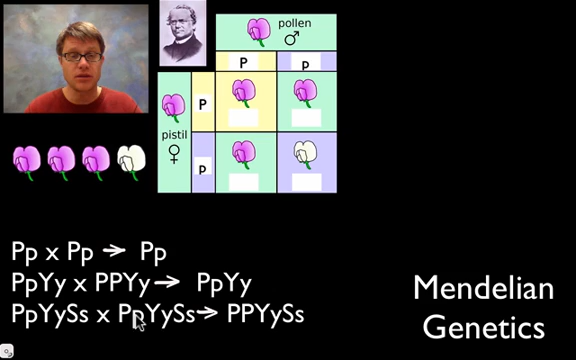 pollen
♂
P p
P
pistil
♀
p
Pp x Pp → Pp
PpYy x PPYy → PpYy
PpYySs x PpYySs → PPYySs
Mendelian
Genetics